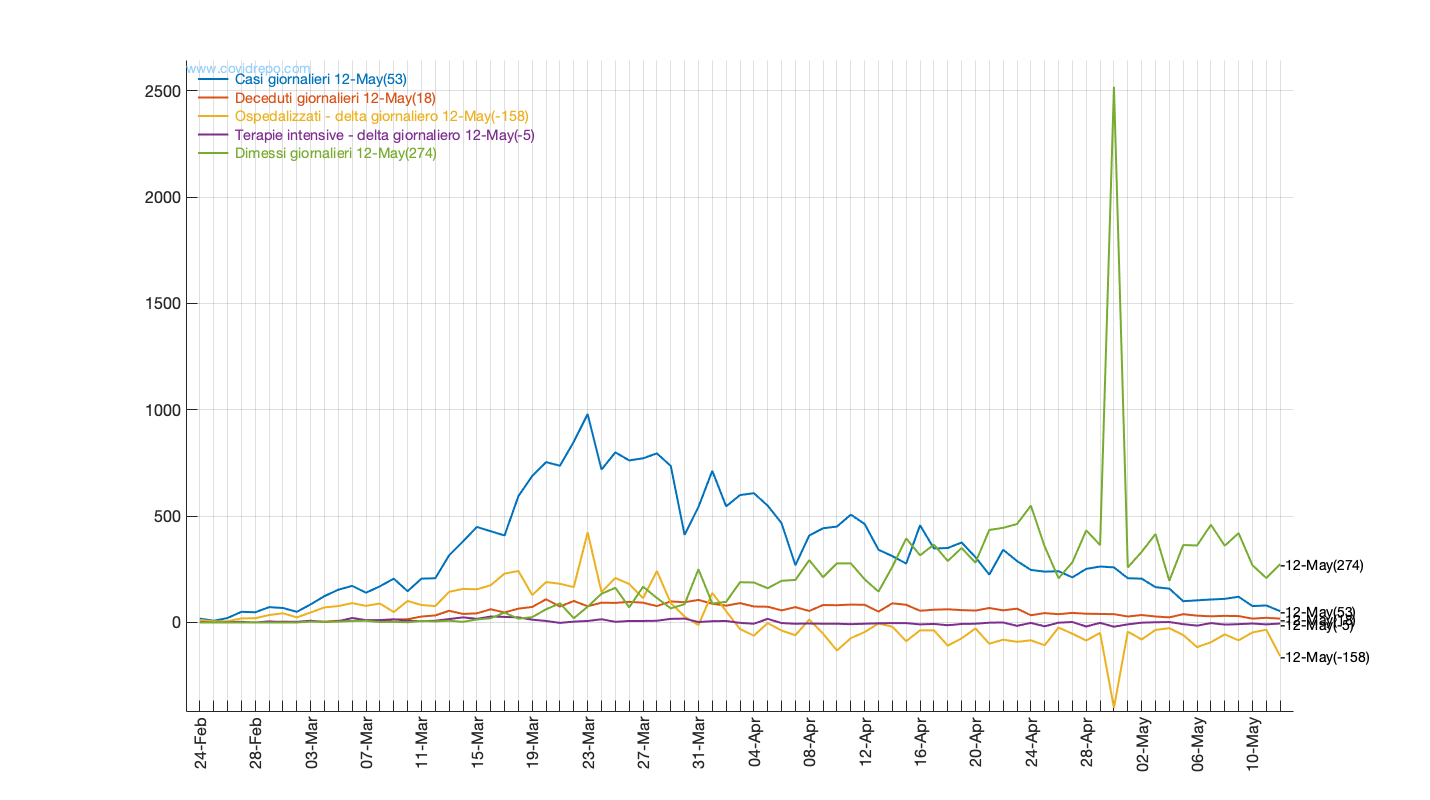 www.covidrepo.com
Casi giornalieri 12-May(53)
Deceduti giornalieri 12-May(18)
Ospedalizzati - delta giornaliero 12-May(-158)
Terapie intensive - delta giornaliero 12-May(-5)
Dimessi giornalieri 12-May(274)
2500
2000
1500
1000
500
0
-12-May(274)
-12-May(53)
-12-May(18)
-12-May(-5)
-12-May(-158)
24-Feb
28-Feb
03-Mar
07-Mar
11-Mar
15-Mar
19-Mar
23-Mar
27-Mar
31-Mar
04-Apr
08-Apr
12-Apr
16-Apr
20-Apr
24-Apr
28-Apr
02-May
06-May
10-May